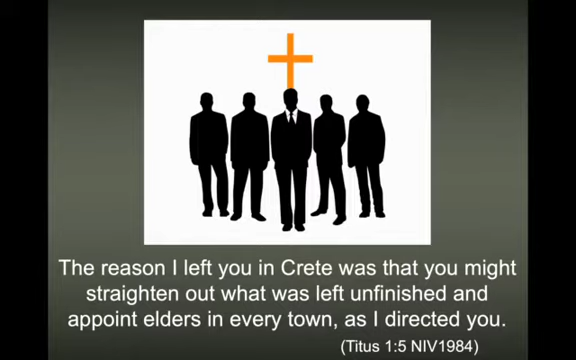 The reason I left you in Crete was that you might
straighten out what was left unfinished and
appoint elders in every town, as I directed you.
(Titus 1:5 NIV1984)